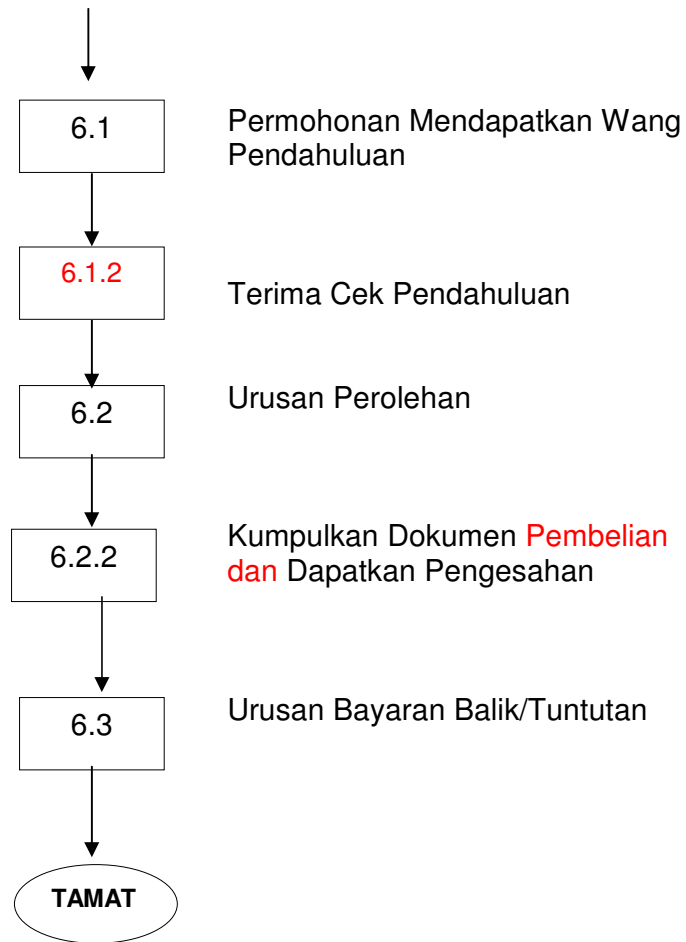 6.1
Permohonan Mendapatkan Wang
Pendahuluan
6.1.2
Terima Cek Pendahuluan
6.2
Urusan Perolehan
6.2.2
Kumpulkan Dokumen Pembelian
dan Dapatkan Pengesahan
6.3
Urusan Bayaran Balik/Tuntutan
TAMAT